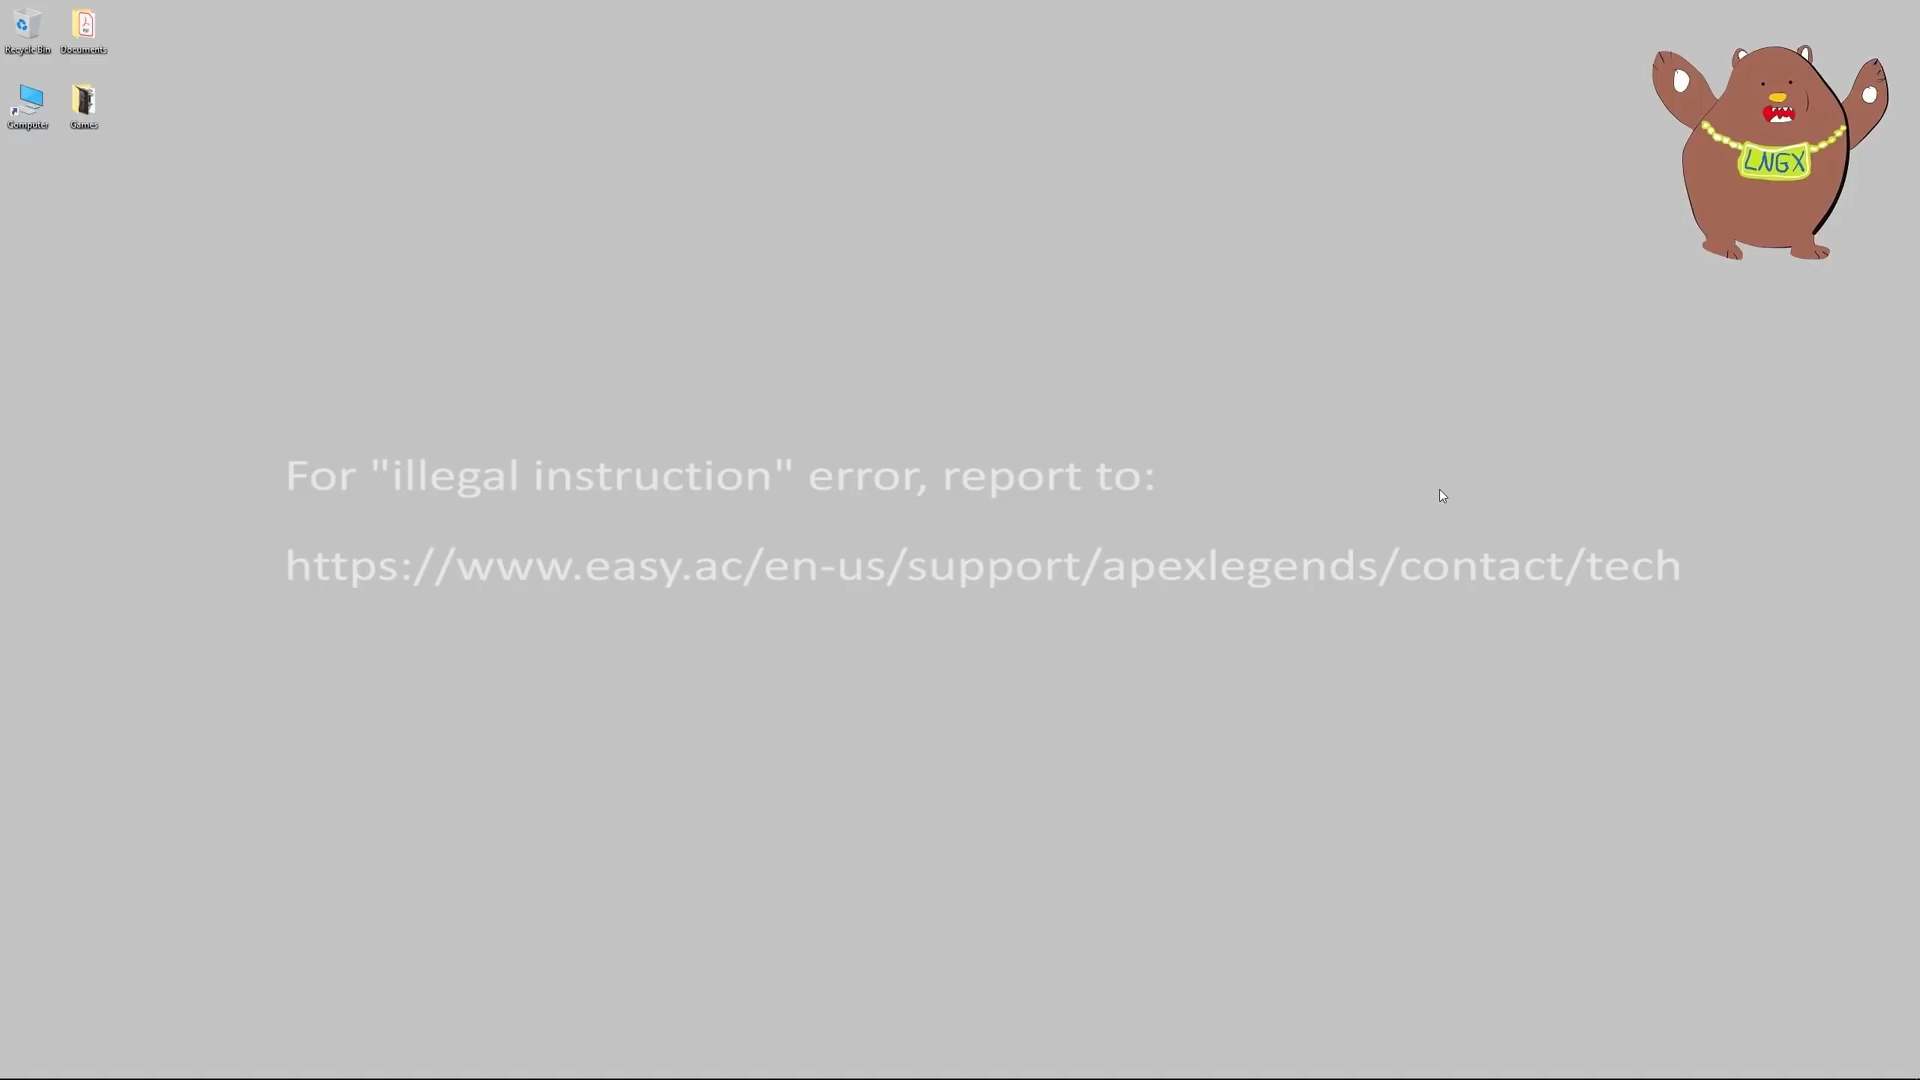 Recycle Bin
Documents
Computer
Games
LNGX
For "illegal instruction" error, report to:
https://www.easy.ac/en-us/support/apexlegends/contact/tech